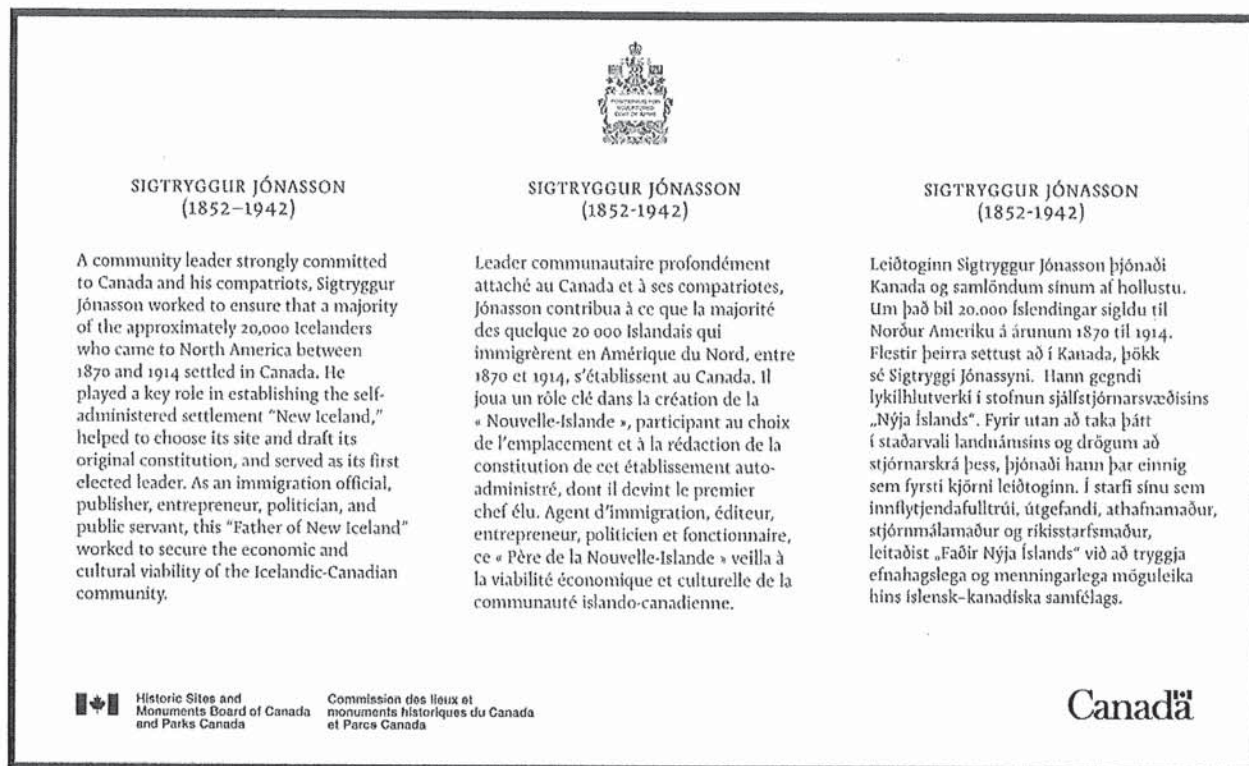 POSITIONING FOR
SCULPTURED
COAT OF ARMS
SIGTRYGGUR JÓNASSON
(1852–1942)
A community leader strongly committed
to Canada and his compatriots, Sigtryggur
Jónasson worked to ensure that a majority
of the approximately 20,000 Icelanders
who came to North America between
1870 and 1914 settled in Canada. He
played a key role in establishing the self-
administered settlement “New Iceland,”
helped to choose its site and draft its
original constitution, and served as its first
elected leader. As an immigration official,
publisher, entrepreneur, politician, and
public servant, this “Father of New Iceland”
worked to secure the economic and
cultural viability of the Icelandic-Canadian
community.
SIGTRYGGUR JÓNASSON
(1852-1942)
Leader communautaire profondément
attaché au Canada et à ses compatriotes,
Jónasson contribua à ce que la majorité
des quelque 20 000 Islandais qui
immigrèrent en Amérique du Nord, entre
1870 et 1914, s’établissent au Canada. Il
joua un rôle clé dans la création de la
« Nouvelle-Islande », participant au choix
de l’emplacement et à la rédaction de la
constitution de cet établissement auto-
administré, dont il devint le premier
chef élu. Agent d’immigration, éditeur,
entrepreneur, politicien et fonctionnaire,
ce « Père de la Nouvelle-Islande » veilla à
la viabilité économique et culturelle de la
communauté islando-canadienne.
SIGTRYGGUR JÓNASSON
(1852-1942)
Leiðtoginn Sigtryggur Jónasson þjónaði
Kanada og samlöndum sínum af hollustu.
Um það bil 20.000 Íslendingar sigldu til
Norður Ameríku á árunum 1870 til 1914.
Flestir þeirra settust að í Kanada, þökk
sé Sigtryggi Jónassyni. Hann gegndi
lykilhlutverki í stofnun sjálfstjórnarsvæðisins
„Nýja Íslands“. Fyrir utan að taka þátt
í staðarvali landnámsins og drögum að
stjórnarskrá þess, þjónaði hann þar einnig
sem fyrsti kjörni leiðtoginn. Í starfi sínu sem
innflytjendafulltrúi, útgefandi, athafnamaður,
stjórnmálamaður og ríkisstarfsmaður,
leitaðist „Faðir Nýja Íslands“ við að tryggja
efnahagslega og menningarlega möguleika
hins íslensk–kanadíska samfélags.
Historic Sites and
Monuments Board of Canada
and Parks Canada
Commission des lieux et
monuments historiques du Canada
et Parcs Canada
Canada